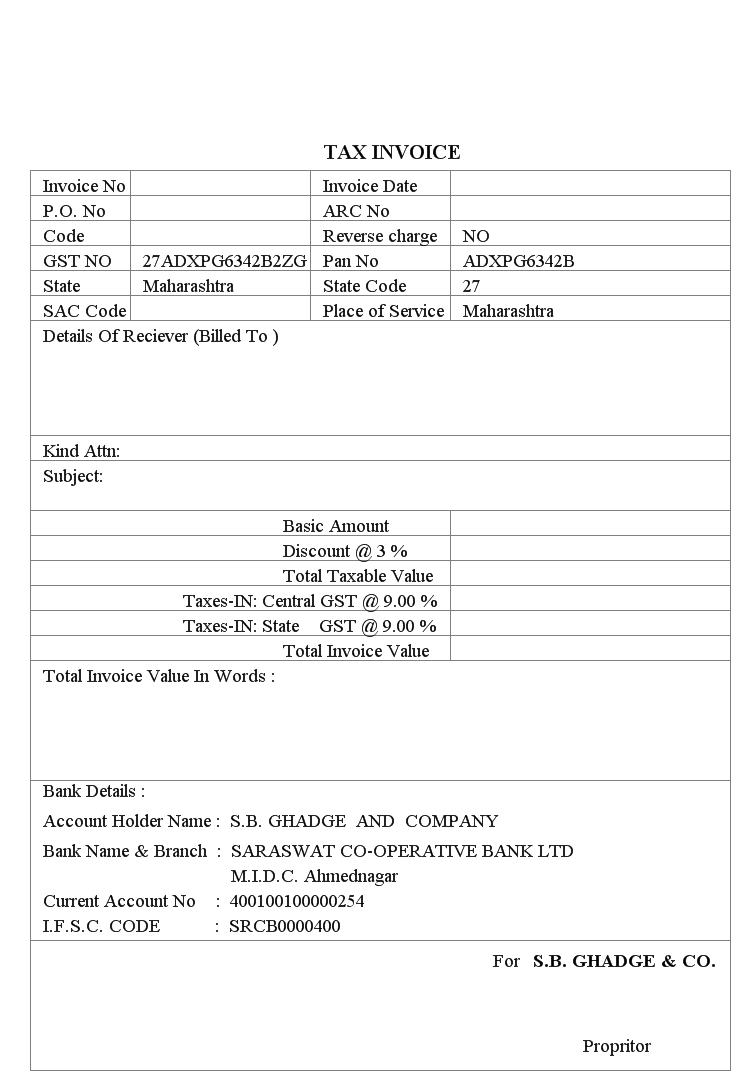 TAX INVOICE
Invoice No Invoice Date
P.O. No ARC No
Code Reverse charge NO
GST NO 27ADXPG6342B2ZG Pan No ADXPG6342B
State Maharashtra State Code 27
SAC Code Place of Service Maharashtra
Details Of Reciever (Billed To )
Kind Attn:
Subject:
Basic Amount
Discount @ 3 %
Total Taxable Value
Taxes-IN: Central GST @ 9.00 %
Taxes-IN: State GST @ 9.00 %
Total Invoice Value
Total Invoice Value In Words :
Bank Details :
Account Holder Name : S.B. GHADGE AND COMPANY
Bank Name & Branch : SARASWAT CO-OPERATIVE BANK LTD
M.I.D.C. Ahmednagar
Current Account No : 400100100000254
I.F.S.C. CODE : SRCB0000400
For S.B. GHADGE & CO.
Propritor